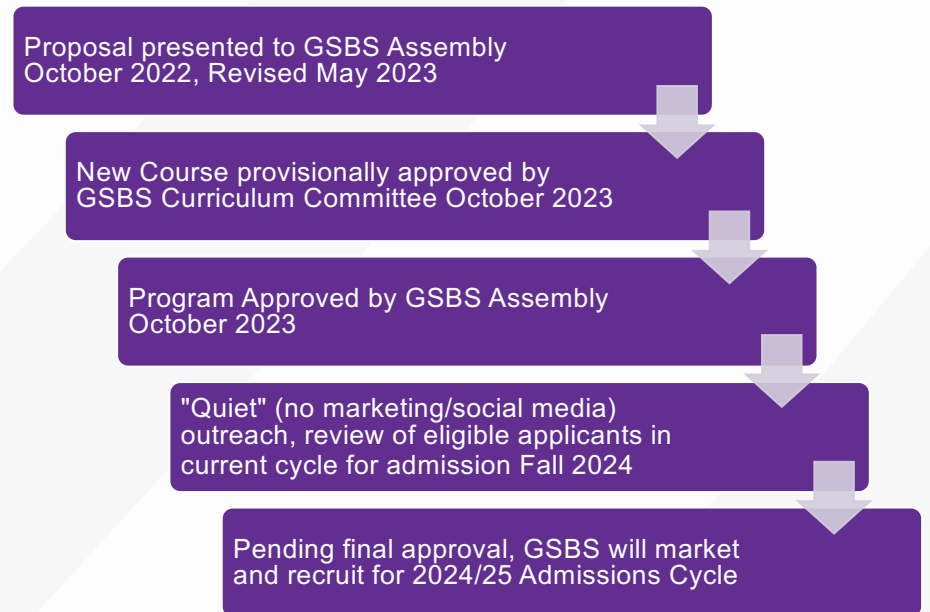 Proposal presented to GSBS Assembly
October 2022, Revised May 2023
New Course provisionally approved by
GSBS Curriculum Committee October 2023
Program Approved by GSBS Assembly
October 2023
"Quiet" (no marketing/social media)
outreach, review of eligible applicants in
current cycle for admission Fall 2024
Pending final approval, GSBS will market
and recruit for 2024/25 Admissions Cycle